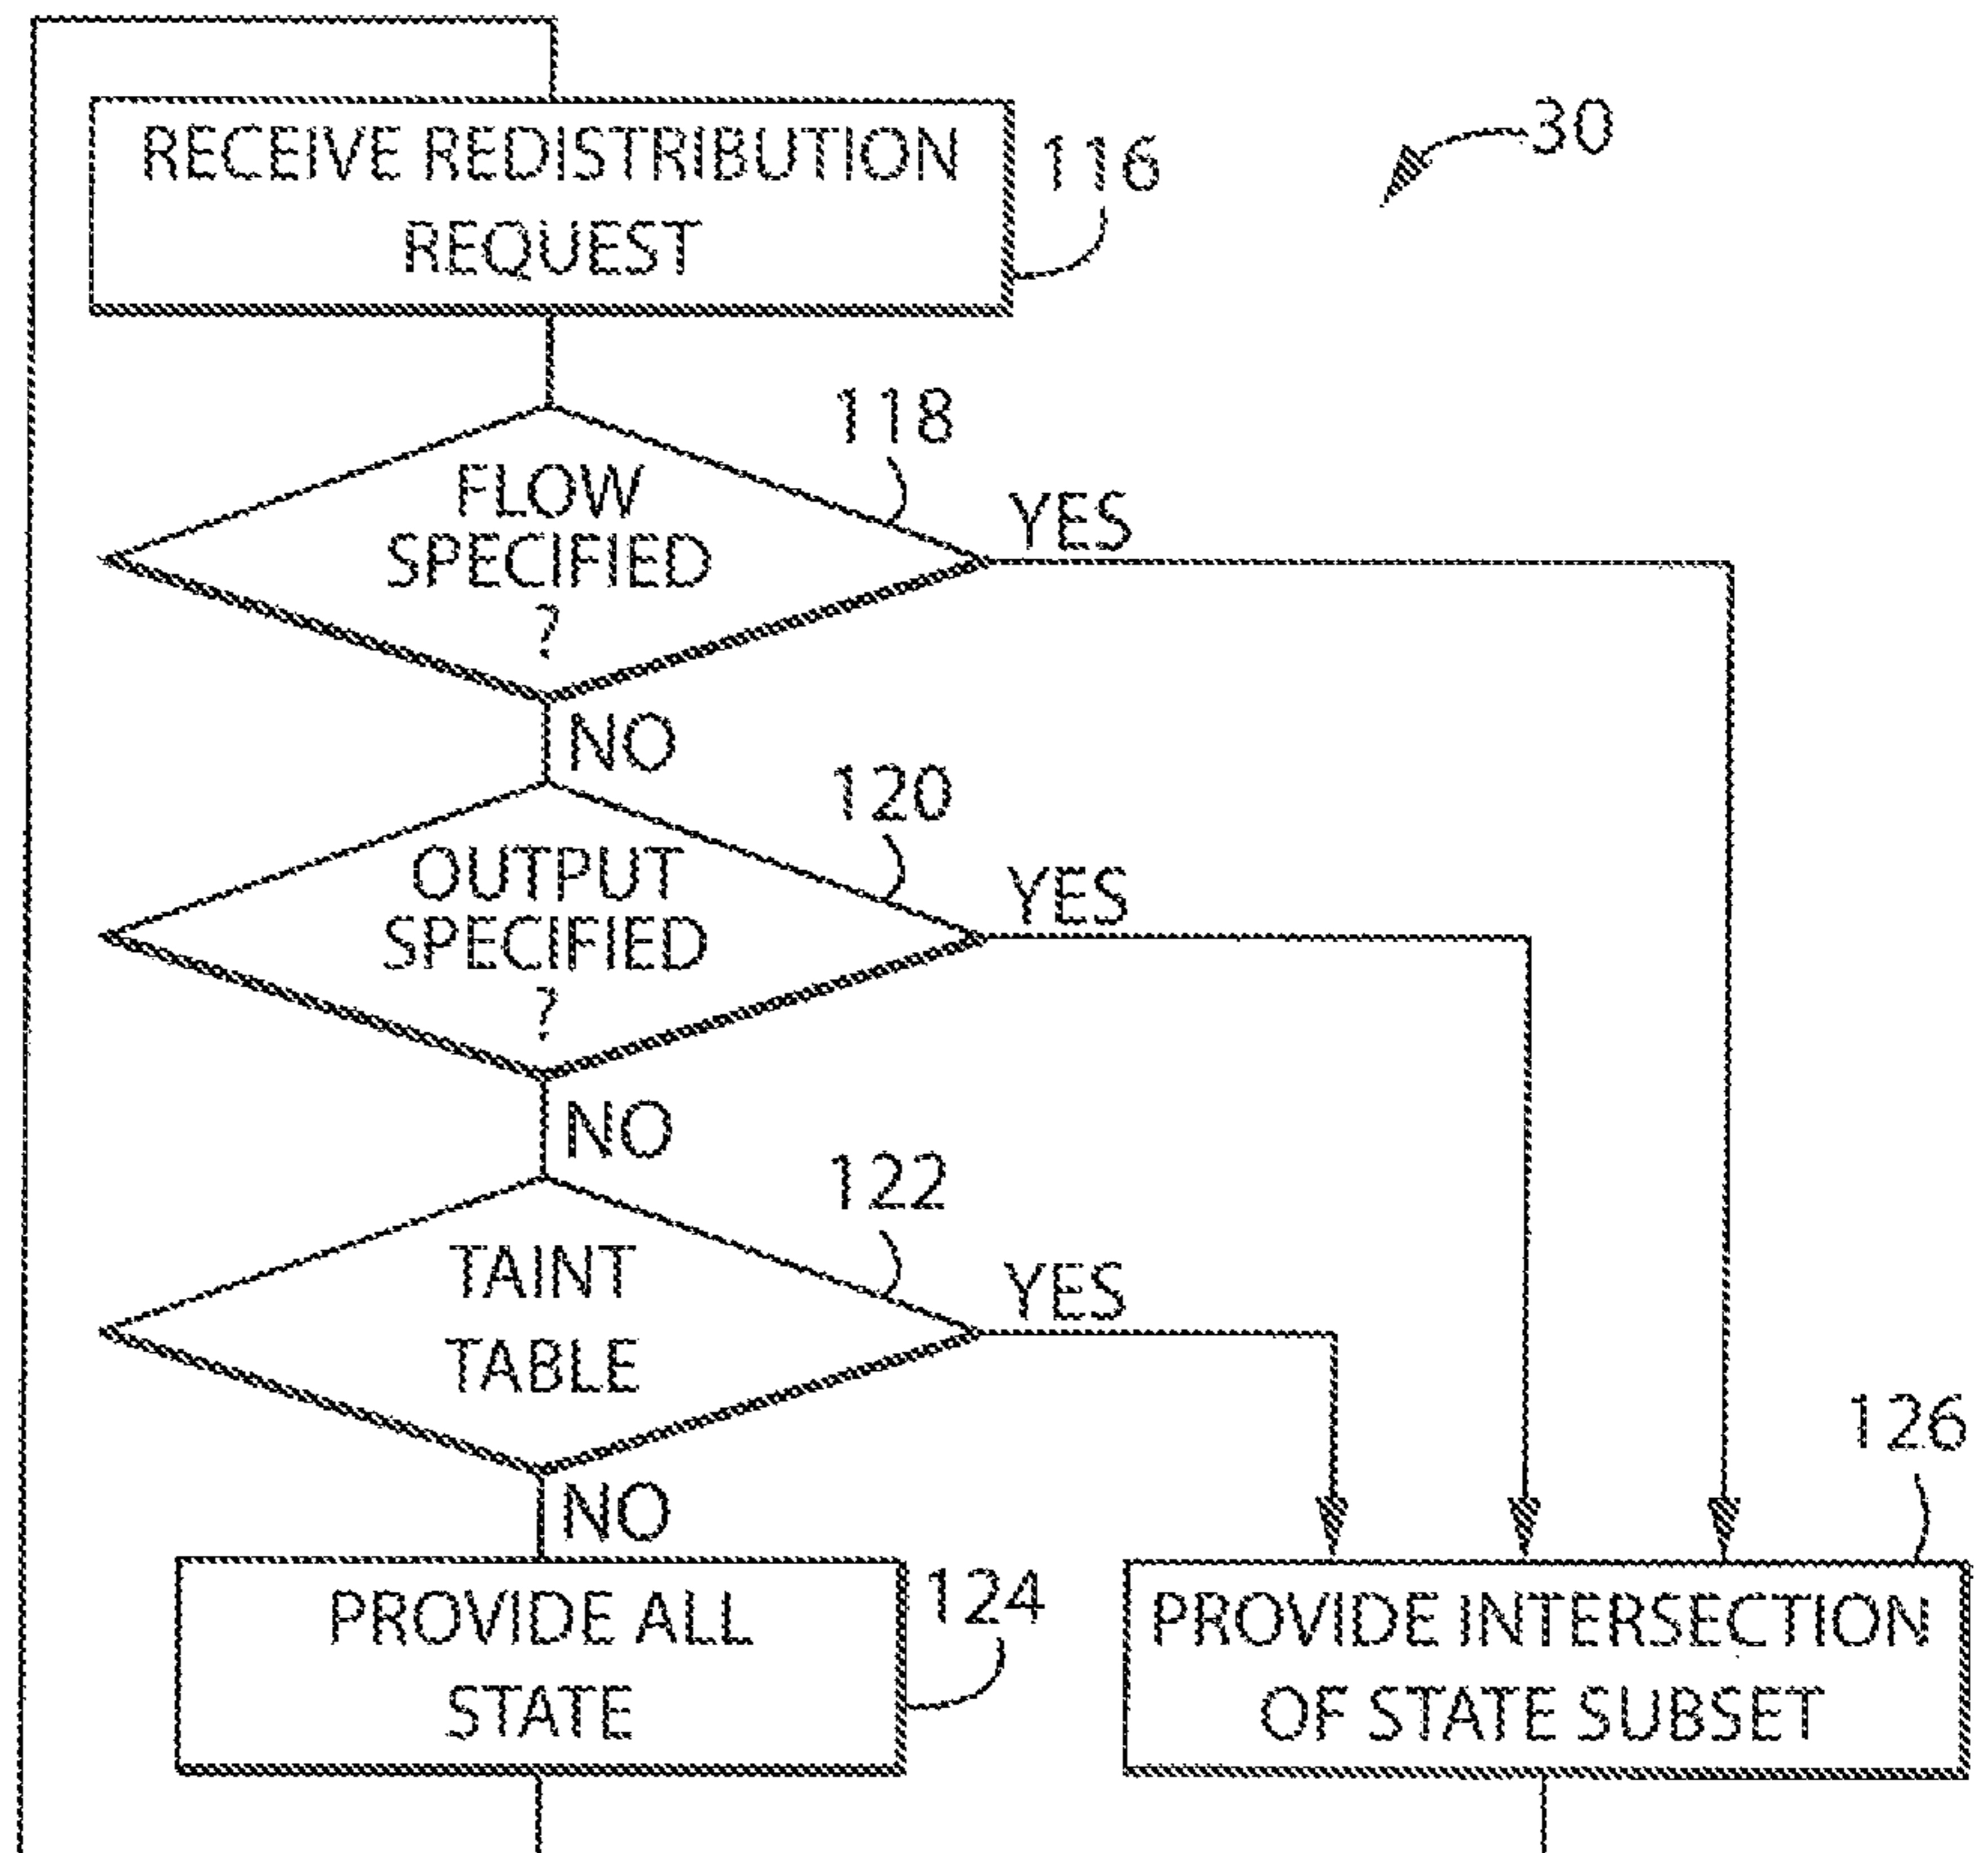 RECEIVE REDISTRIBUTION
REQUEST
116
30
118
FLOW
SPECIFIED
?
YES
NO
120
OUTPUT
SPECIFIED
?
YES
NO
122
TAINT
TABLE
YES
NO
126
PROVIDE ALL
STATE
124
PROVIDE INTERSECTION
OF STATE SUBSET